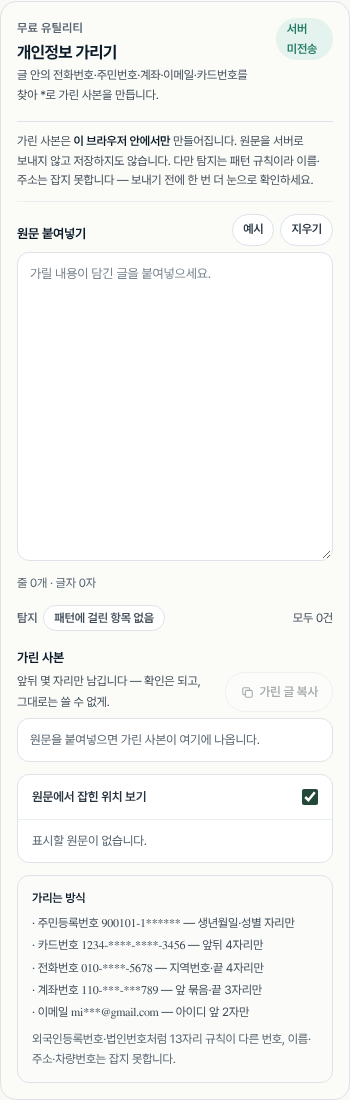 무료 유틸리티
개인정보 가리기
글 안의 전화번호·주민번호·계좌·이메일·카드번호를
찾아 *로 가린 사본을 만듭니다.
서버
미전송
가린 사본은 이 브라우저 안에서만 만들어집니다. 원문을 서버로
보내지 않고 저장하지도 않습니다. 다만 탐지는 패턴 규칙이라 이름·
주소는 잡지 못합니다 — 보내기 전에 한 번 더 눈으로 확인하세요.
원문 붙여넣기
예시
지우기
가릴 내용이 담긴 글을 붙여넣으세요.
줄 0개 · 글자 0자
탐지
패턴에 걸린 항목 없음
모두 0건
가린 사본
앞뒤 몇 자리만 남깁니다 — 확인은 되고,
그대로는 쓸 수 없게.
가린 글 복사
원문을 붙여넣으면 가린 사본이 여기에 나옵니다.
원문에서 잡힌 위치 보기
표시할 원문이 없습니다.
가리는 방식
· 주민등록번호 900101-1****** — 생년월일·성별 자리만
· 카드번호 1234-****-****-3456 — 앞뒤 4자리만
· 전화번호 010-****-5678 — 지역번호·끝 4자리만
· 계좌번호 110-***-***789 — 앞 묶음·끝 3자리만
· 이메일 mi***@gmail.com — 아이디 앞 2자만
외국인등록번호·법인번호처럼 13자리 규칙이 다른 번호, 이름·
주소·차량번호는 잡지 못합니다.